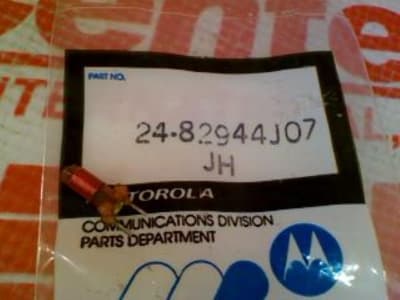 PART NO.
24-82944J07
JH
TOROLA
COMMUNICATIONS DIVISION
PARTS DEPARTMENT